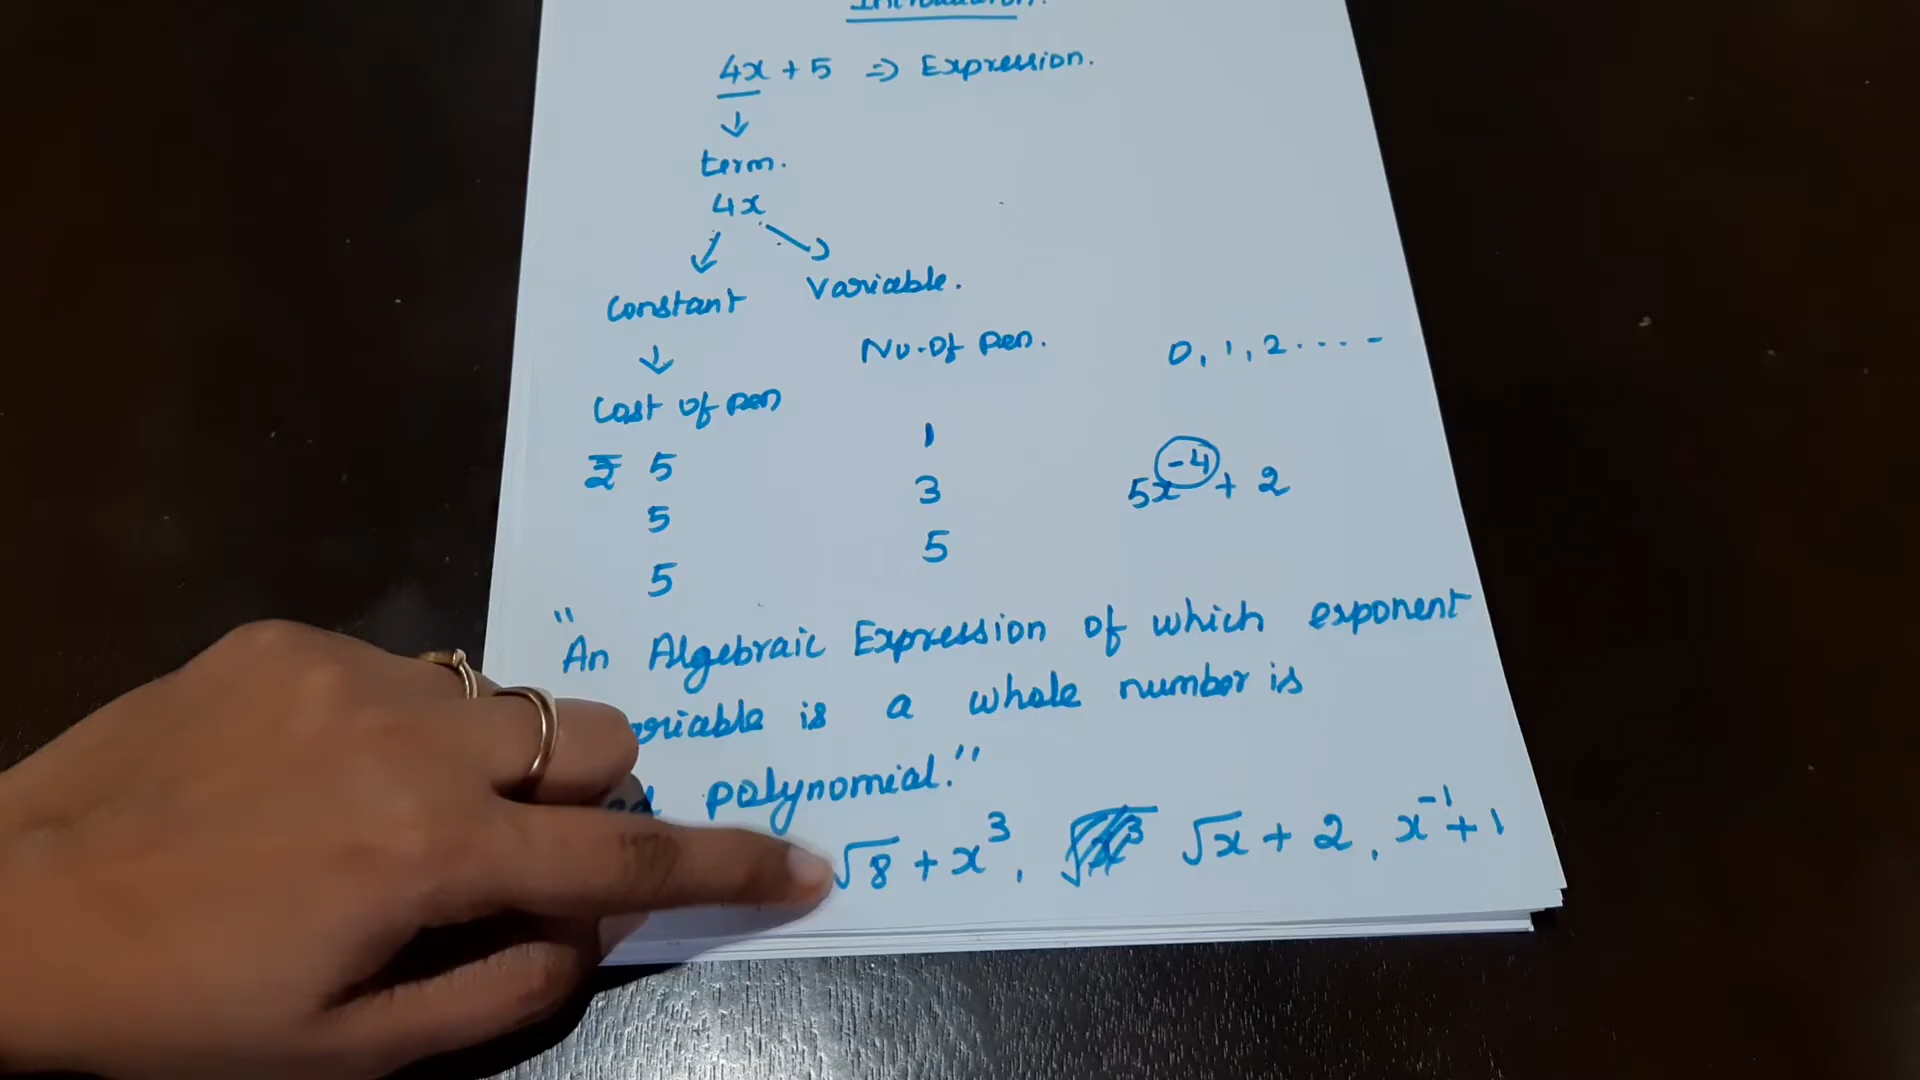 Introduction.
4x + 5 ⇒ Expression.
↓
term.
4x
Constant Variable.
↓ No. Of Pen. 0, 1, 2 . . . . -
Cost of pen
₹ 5 1
5 3 5x⁻⁴ + 2
5 5
"An Algebraic Expression of which exponent
variable is a whole number is
polynomial."
√8 + x³, √x + 2, x⁻¹ + 1